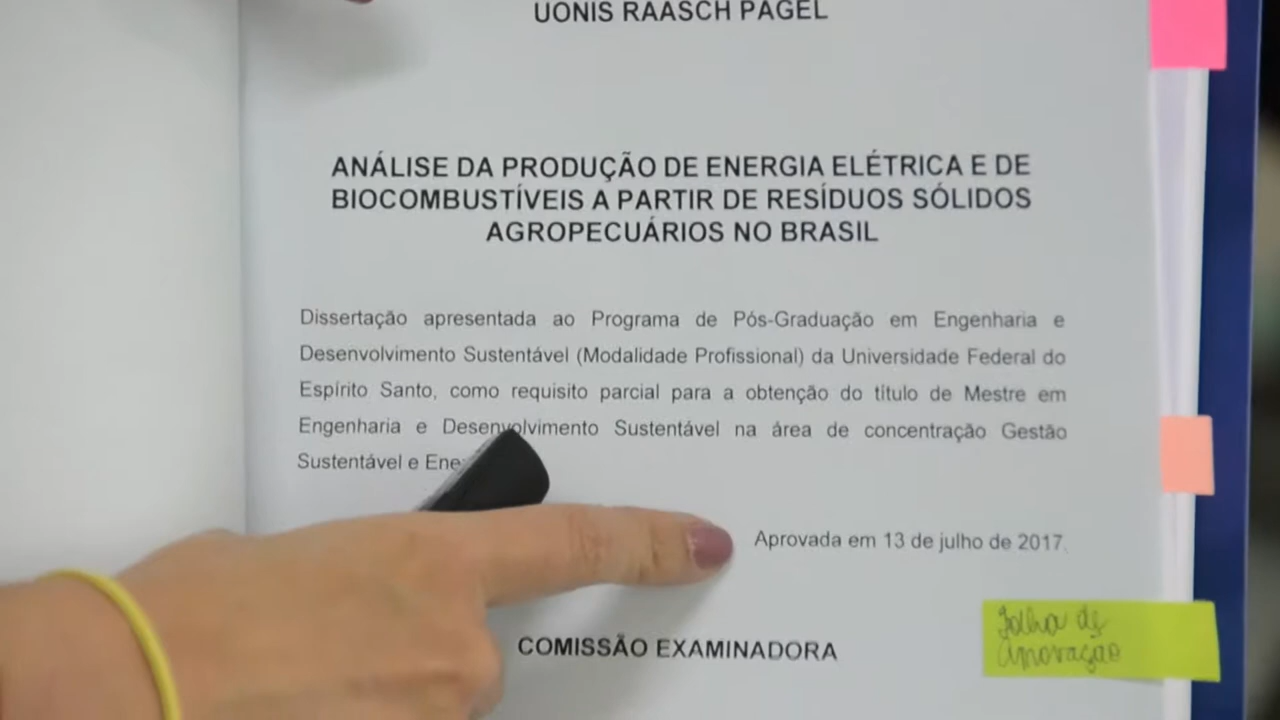 UONIS RAASCH PAGEL
ANÁLISE DA PRODUÇÃO DE ENERGIA ELÉTRICA E DE
BIOCOMBUSTÍVEIS A PARTIR DE RESÍDUOS SÓLIDOS
AGROPECUÁRIOS NO BRASIL
Dissertação apresentada ao Programa de Pós-Graduação em Engenharia e
Desenvolvimento Sustentável (Modalidade Profissional) da Universidade Federal do
Espírito Santo, como requisito parcial para a obtenção do título de Mestre em
Engenharia e Desenvolvimento Sustentável na área de concentração Gestão
Sustentável e Ene
Aprovada em 13 de julho de 2017.
COMISSÃO EXAMINADORA
folha de